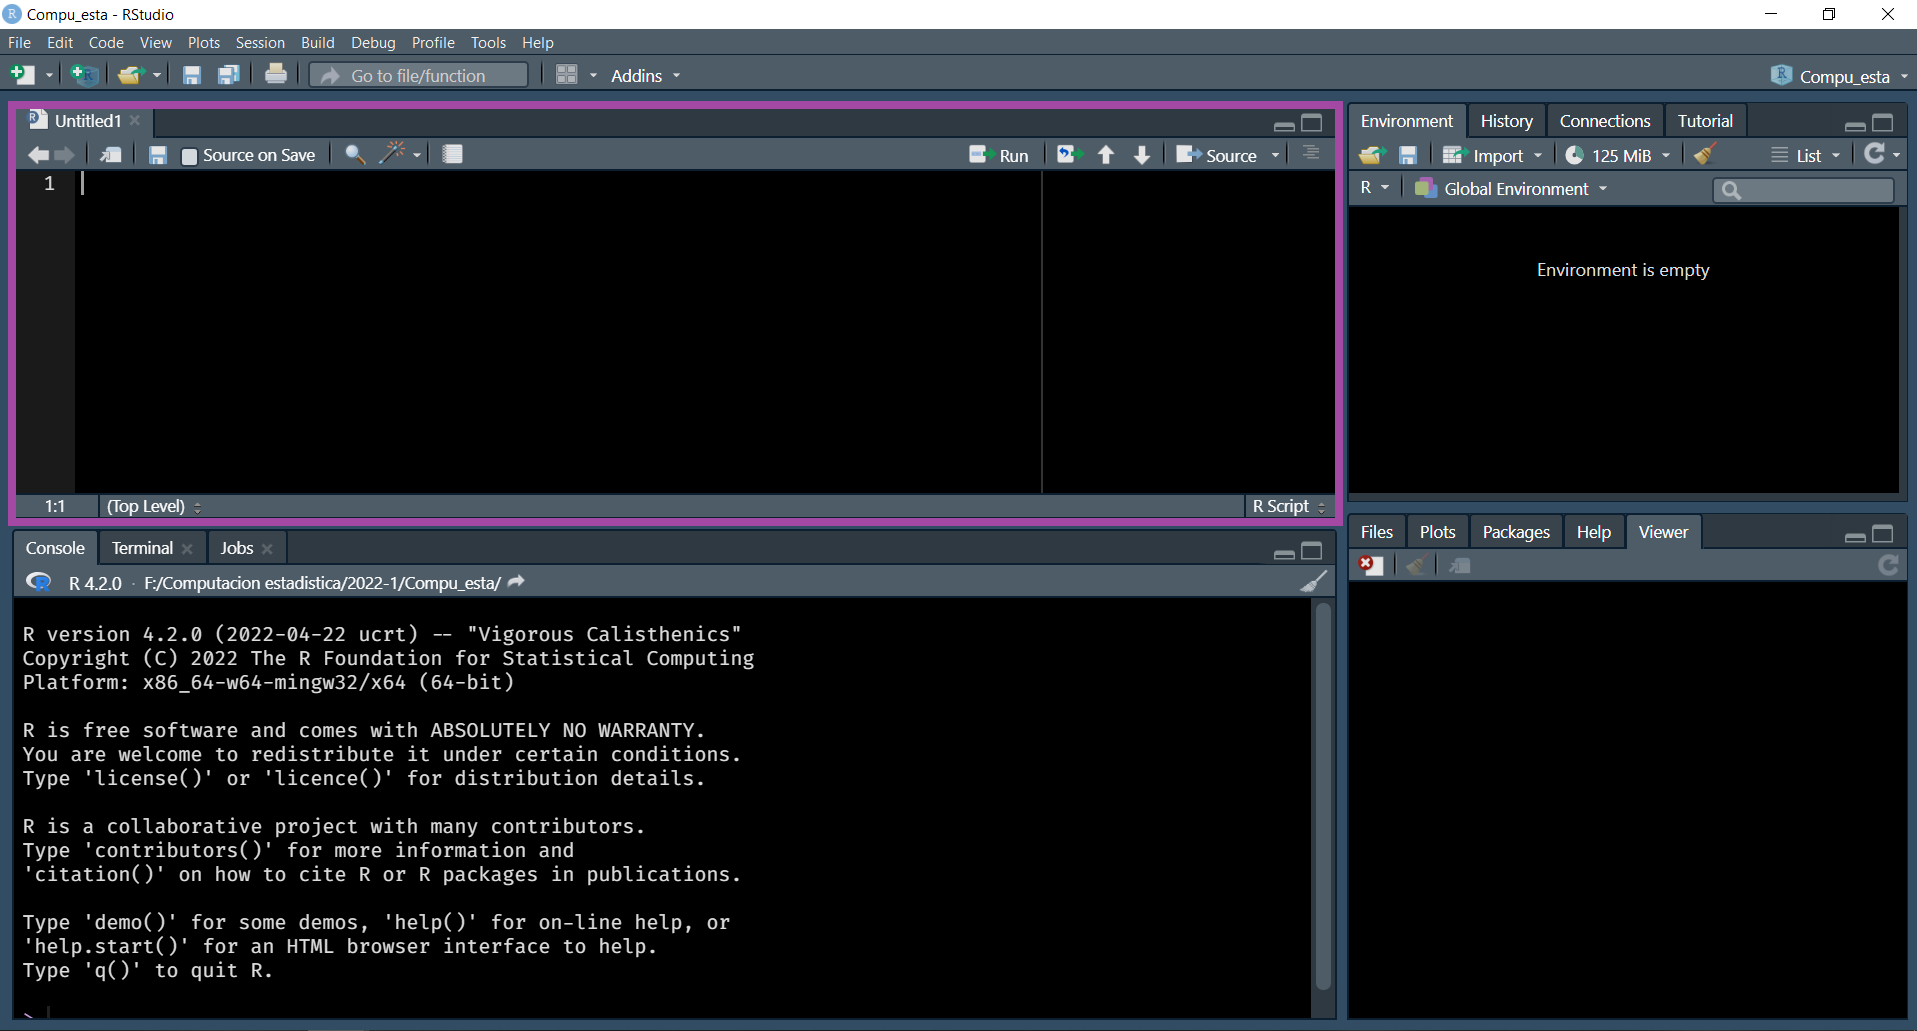 Compu_esta - RStudio
File Edit Code View Plots Session Build Debug Profile Tools Help
Go to file/function Addins Compu_esta
Untitled1
Source on Save Run Source
1
1:1 (Top Level) R Script
Console Terminal Jobs
R 4.2.0 · F:/Computacion estadistica/2022-1/Compu_esta/
R version 4.2.0 (2022-04-22 ucrt) -- "Vigorous Calisthenics"
Copyright (C) 2022 The R Foundation for Statistical Computing
Platform: x86_64-w64-mingw32/x64 (64-bit)
R is free software and comes with ABSOLUTELY NO WARRANTY.
You are welcome to redistribute it under certain conditions.
Type 'license()' or 'licence()' for distribution details.
R is a collaborative project with many contributors.
Type 'contributors()' for more information and
'citation()' on how to cite R or R packages in publications.
Type 'demo()' for some demos, 'help()' for on-line help, or
'help.start()' for an HTML browser interface to help.
Type 'q()' to quit R.
>
Environment History Connections Tutorial
Import 125 MiB List
R Global Environment
Environment is empty
Files Plots Packages Help Viewer